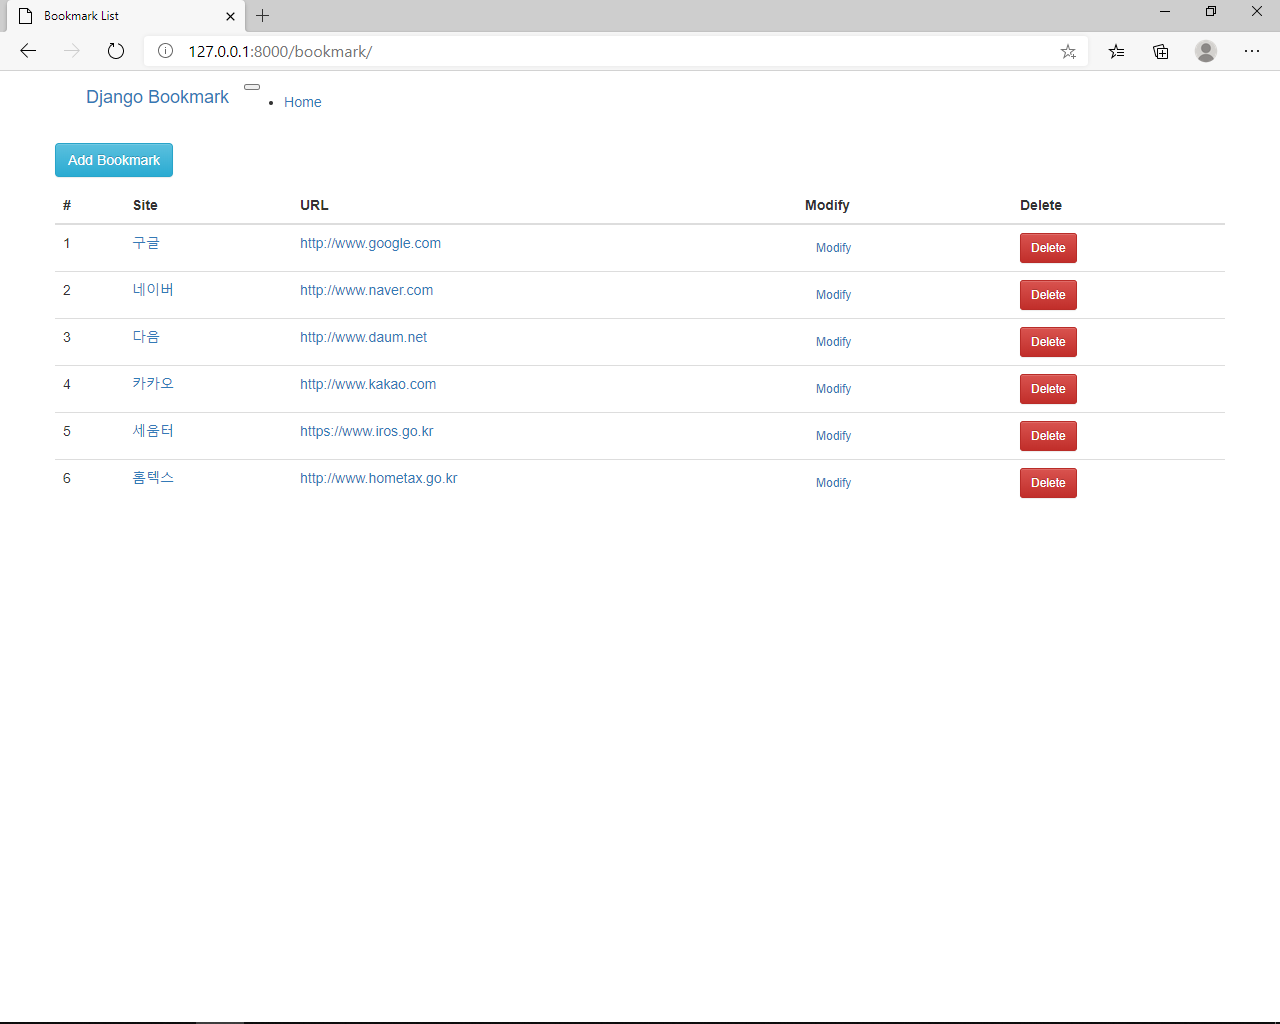 Bookmark List
127.0.0.1:8000/bookmark/
Django Bookmark
Home
Add Bookmark
# Site URL Modify Delete
1 구글 http://www.google.com Modify Delete
2 네이버 http://www.naver.com Modify Delete
3 다음 http://www.daum.net Modify Delete
4 카카오 http://www.kakao.com Modify Delete
5 세움터 https://www.iros.go.kr Modify Delete
6 홈텍스 http://www.hometax.go.kr Modify Delete